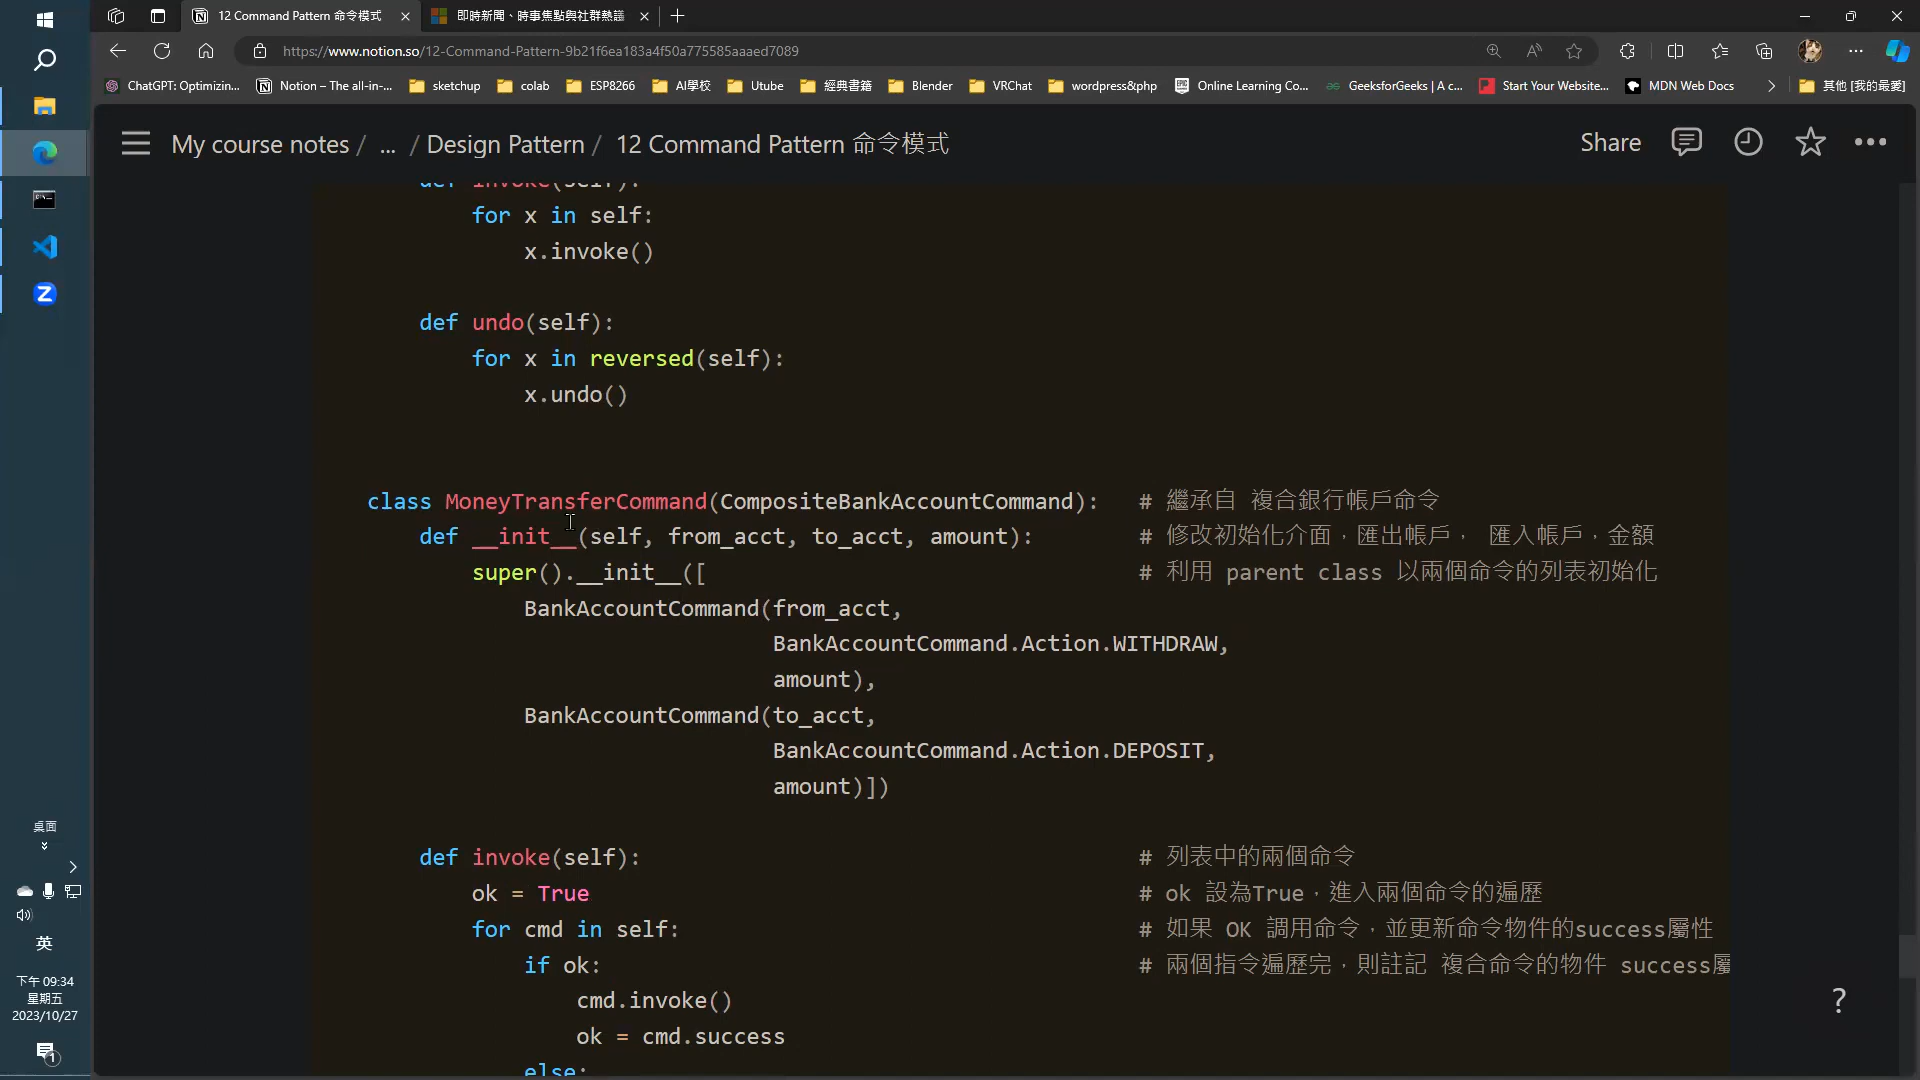 12 Command Pattern 命令模式
即時新聞、時事焦點與社群熱議
https://www.notion.so/12-Command-Pattern-9b21f6ea183a4f50a775585aaaed7089
ChatGPT: Optimizin...
Notion – The all-in-...
sketchup
colab
ESP8266
AI學校
Utube
經典書籍
Blender
VRChat
wordpress&php
Online Learning Co...
GeeksforGeeks | A c...
Start Your Website...
MDN Web Docs
其他 [我的最愛]
My course notes / ... / Design Pattern / 12 Command Pattern 命令模式
Share
def invoke(self):
for x in self:
x.invoke()
def undo(self):
for x in reversed(self):
x.undo()
class MoneyTransferCommand(CompositeBankAccountCommand): # 繼承自 複合銀行帳戶命令
def __init__(self, from_acct, to_acct, amount): # 修改初始化介面，匯出帳戶， 匯入帳戶，金額
super().__init__([ # 利用 parent class 以兩個命令的列表初始化
BankAccountCommand(from_acct,
BankAccountCommand.Action.WITHDRAW,
amount),
BankAccountCommand(to_acct,
BankAccountCommand.Action.DEPOSIT,
amount)])
def invoke(self): # 列表中的兩個命令
ok = True # ok 設為True，進入兩個命令的遍歷
for cmd in self: # 如果 OK 調用命令，並更新命令物件的success屬性
if ok: # 兩個指令遍歷完，則註記 複合命令的物件 success屬
cmd.invoke()
ok = cmd.success
else:
?
桌面
英
下午 09:34
星期五
2023/10/27
1